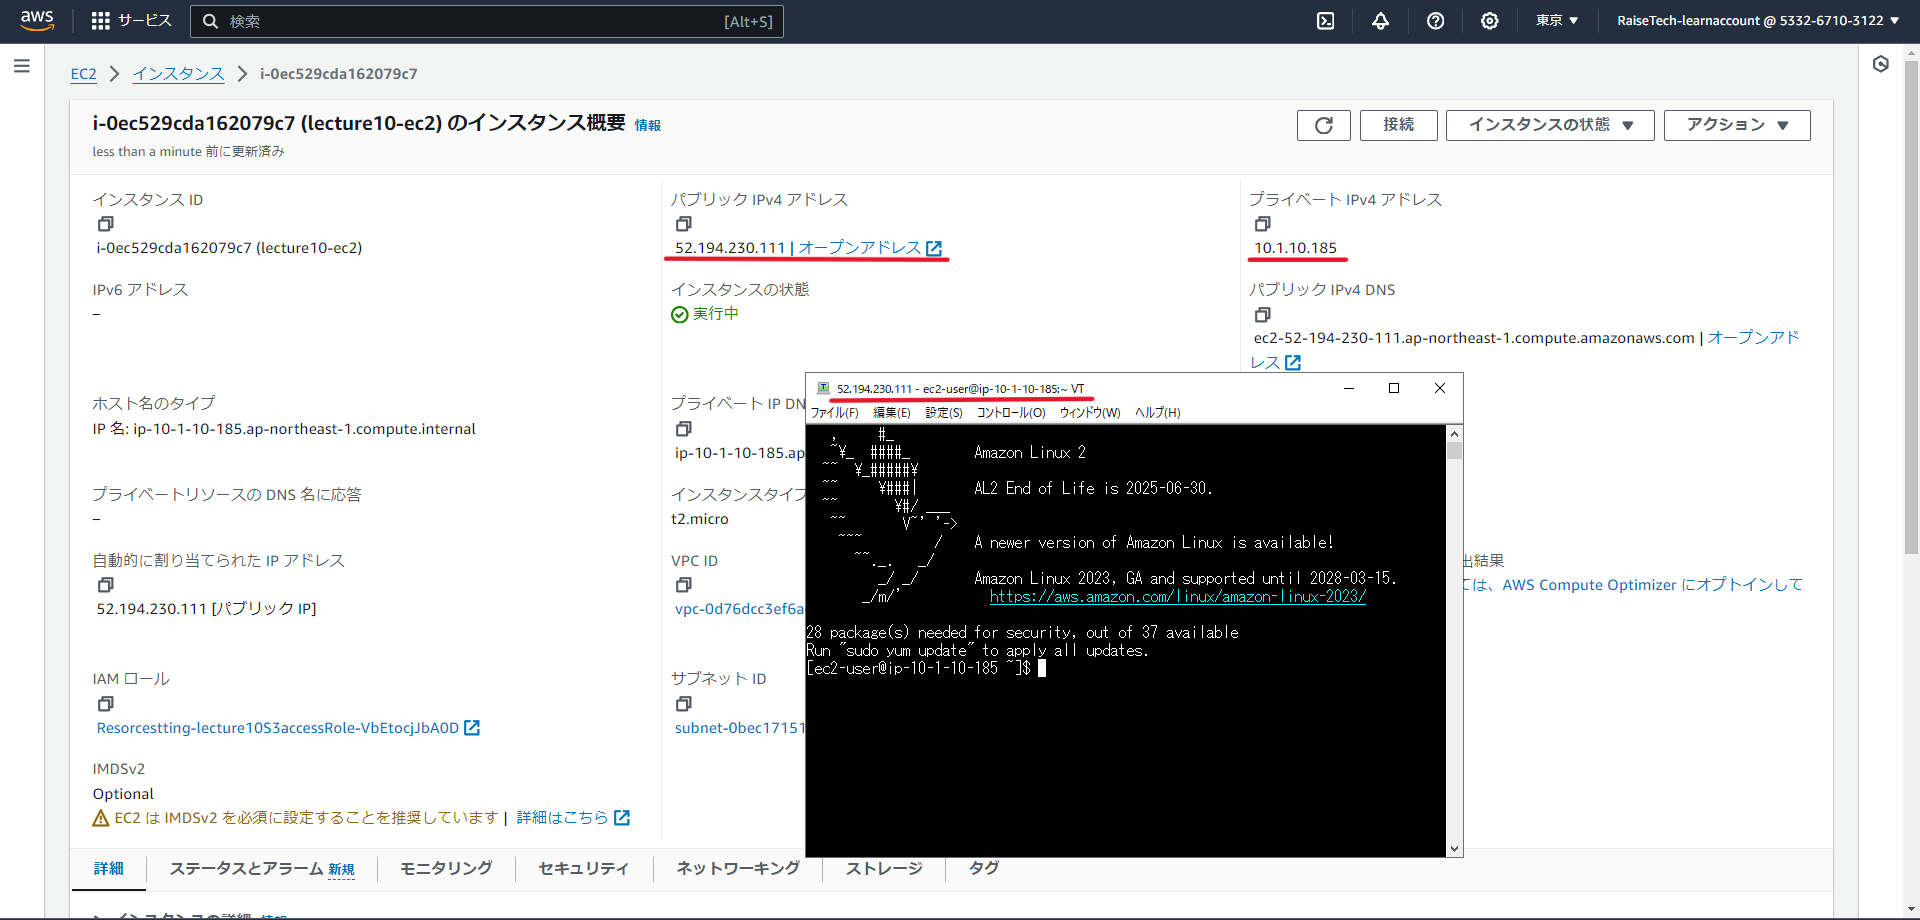 aws
サービス
検索
[Alt+S]
東京 ▼
RaiseTech-learnaccount @ 5332-6710-3122 ▼
EC2 > インスタンス > i-0ec529cda162079c7
i-0ec529cda162079c7 (lecture10-ec2) のインスタンス概要 情報
less than a minute 前に更新済み
接続
インスタンスの状態 ▼
アクション ▼
インスタンス ID
i-0ec529cda162079c7 (lecture10-ec2)
パブリック IPv4 アドレス
52.194.230.111 | オープンアドレス
プライベート IPv4 アドレス
10.1.10.185
IPv6 アドレス
–
インスタンスの状態
実行中
パブリック IPv4 DNS
ec2-52-194-230-111.ap-northeast-1.compute.amazonaws.com | オープンアド
レス
ホスト名のタイプ
IP 名: ip-10-1-10-185.ap-northeast-1.compute.internal
プライベート IP DN
ip-10-1-10-185.ap
プライベートリソースの DNS 名に応答
–
インスタンスタイプ
t2.micro
自動的に割り当てられた IP アドレス
52.194.230.111 [パブリック IP]
VPC ID
vpc-0d76dcc3ef6a
出結果
ては、AWS Compute Optimizer にオプトインして
IAM ロール
Resorcestting-lecture10S3accessRole-VbEtocjJbA0D
サブネット ID
subnet-0bec17151
IMDSv2
Optional
EC2 は IMDSv2 を必須に設定することを推奨しています | 詳細はこちら
52.194.230.111 - ec2-user@ip-10-1-10-185:~ VT
ファイル(F) 編集(E) 設定(S) コントロール(O) ウィンドウ(W) ヘルプ(H)
   ,     #_
   ~¥_  ####_        Amazon Linux 2
  ~~  ¥_#####¥
  ~~     ¥###|       AL2 End of Life is 2025-06-30.
  ~~       ¥#/ ___
   ~~       V~' '->
    ~~~         /    A newer version of Amazon Linux is available!
      ~~._.   _/
         _/ _/       Amazon Linux 2023, GA and supported until 2028-03-15.
       _/m/'           https://aws.amazon.com/linux/amazon-linux-2023/
28 package(s) needed for security, out of 37 available
Run "sudo yum update" to apply all updates.
[ec2-user@ip-10-1-10-185 ~]$
詳細
ステータスとアラーム 新規
モニタリング
セキュリティ
ネットワーキング
ストレージ
タグ
インスタンスの詳細 情報